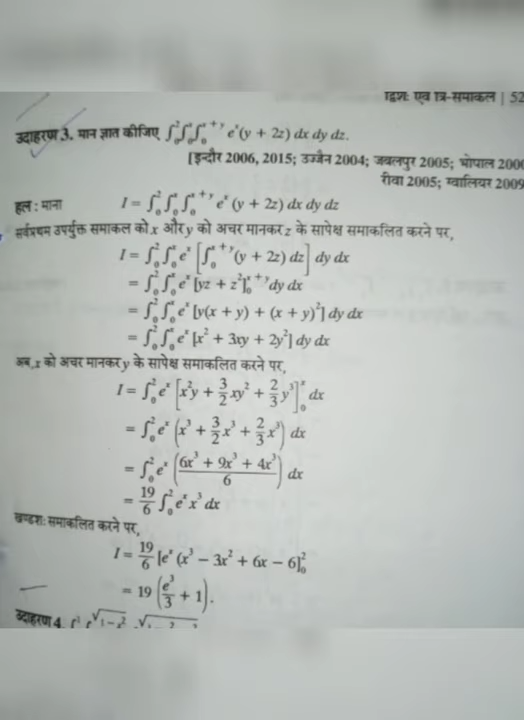 द्विशः एवं त्रि-समाकल | 52
उदाहरण 3. मान ज्ञात कीजिए ∫₀²∫₀ˣ∫₀ˣ⁺ʸ eˣ(y + 2z) dx dy dz.
[इन्दौर 2006, 2015; उज्जैन 2004; जबलपुर 2005; भोपाल 200
रीवा 2005; ग्वालियर 2009
हल : माना I = ∫₀²∫₀ˣ∫₀ˣ⁺ʸ eˣ (y + 2z) dx dy dz
सर्वप्रथम उपर्युक्त समाकल को x और y को अचर मानकर z के सापेक्ष समाकलित करने पर,
I = ∫₀²∫₀ˣ eˣ [∫₀ˣ⁺ʸ(y + 2z) dz] dy dx
= ∫₀²∫₀ˣ eˣ [yz + z²]₀ˣ⁺ʸ dy dx
= ∫₀²∫₀ˣ eˣ [y(x + y) + (x + y)²] dy dx
= ∫₀²∫₀ˣ eˣ [x² + 3xy + 2y²] dy dx
अब x को अचर मानकर y के सापेक्ष समाकलित करने पर,
I = ∫₀² eˣ [x²y + 3/2 xy² + 2/3 y³]₀ˣ dx
= ∫₀² eˣ (x³ + 3/2 x³ + 2/3 x³) dx
= ∫₀² eˣ ((6x³ + 9x³ + 4x³)/6) dx
= 19/6 ∫₀² eˣ x³ dx
खण्डशः समाकलित करने पर,
I = 19/6 [eˣ (x³ − 3x² + 6x − 6]₀²
= 19 (e³/3 + 1).
उदाहरण 4.